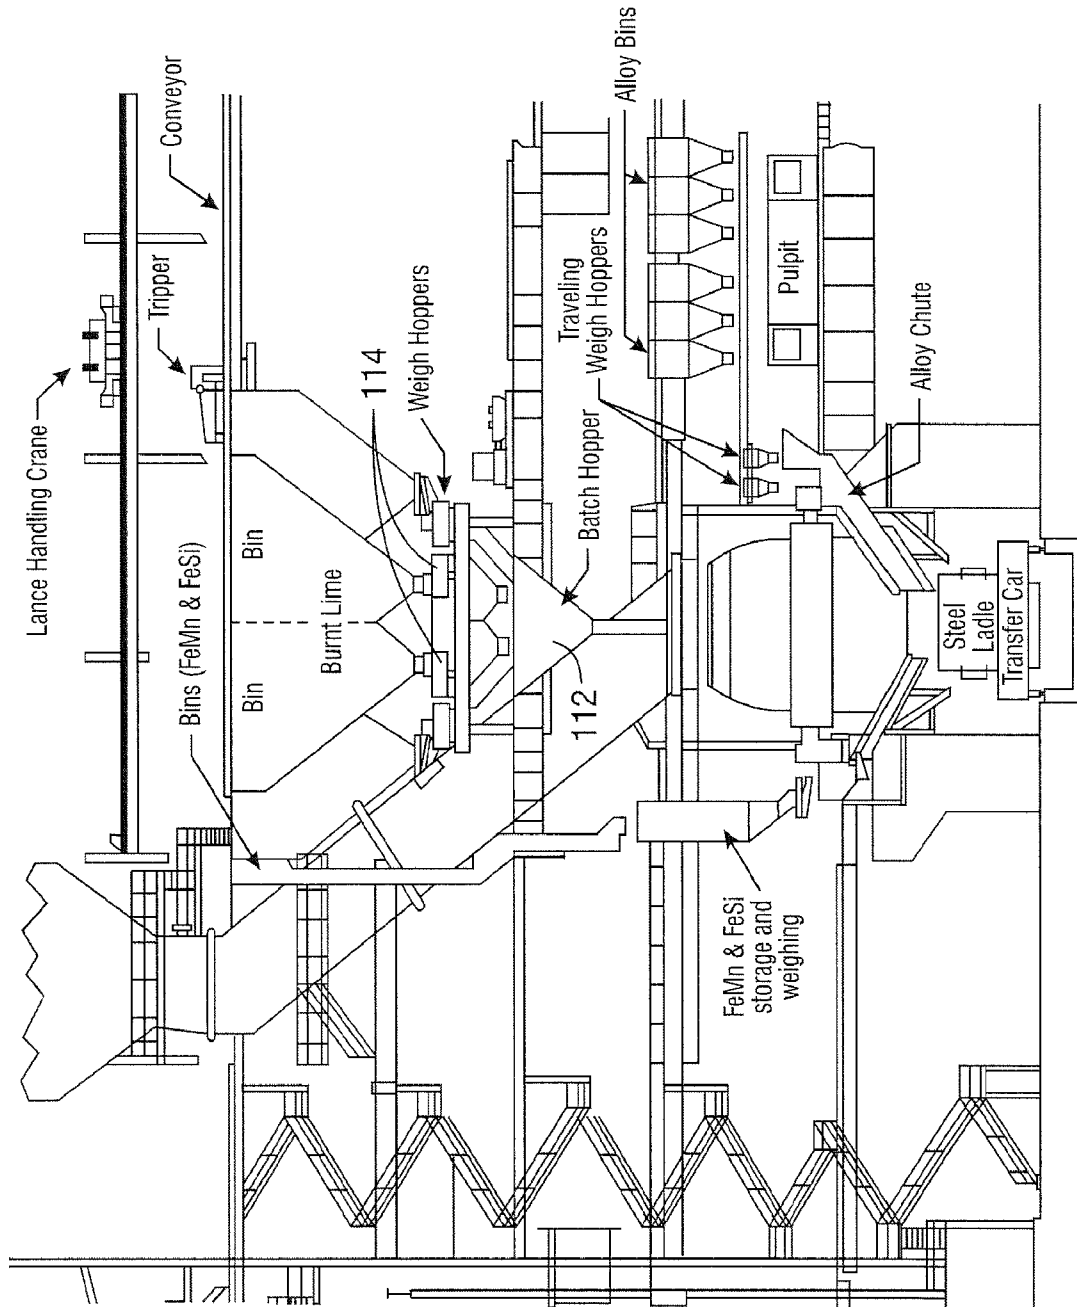 Lance Handling Crane
Tripper
Conveyor
Bins (FeMn & FeSi)
Bin
Bin
Burnt Lime
114
Weigh Hoppers
112
Batch Hopper
Traveling
Weigh Hoppers
Alloy Bins
FeMn & FeSi
storage and
weighing
Pulpit
Alloy Chute
Steel
Ladle
Transfer Car